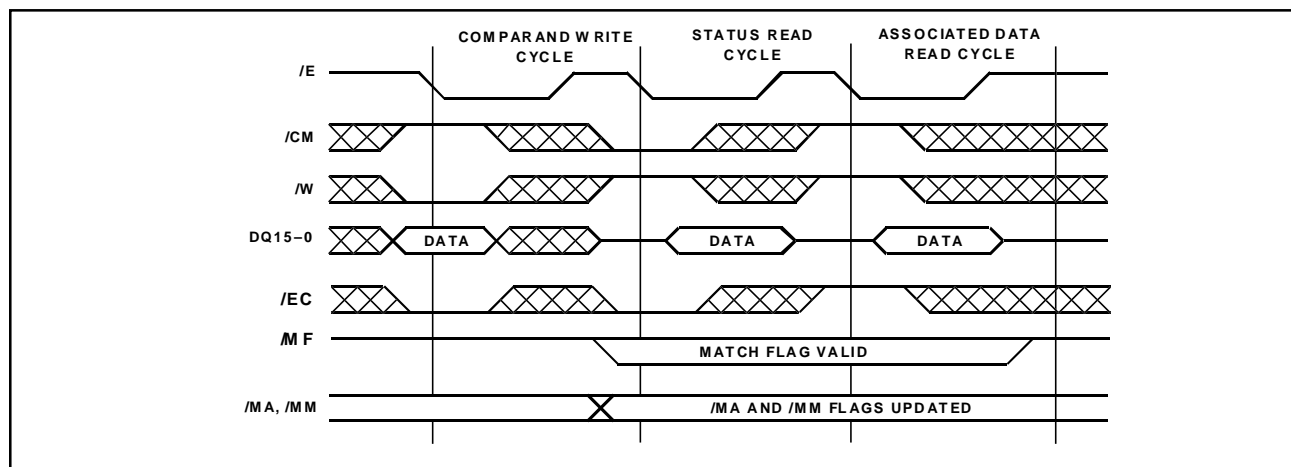 COMPARAND WRITE
CYCLE
STATUS READ
CYCLE
ASSOCIATED DATA
READ CYCLE
/E
/CM
/W
DQ15–0
DATA
DATA
DATA
/EC
/MF
MATCH FLAG VALID
/MA, /MM
/MA AND /MM FLAGS UPDATED